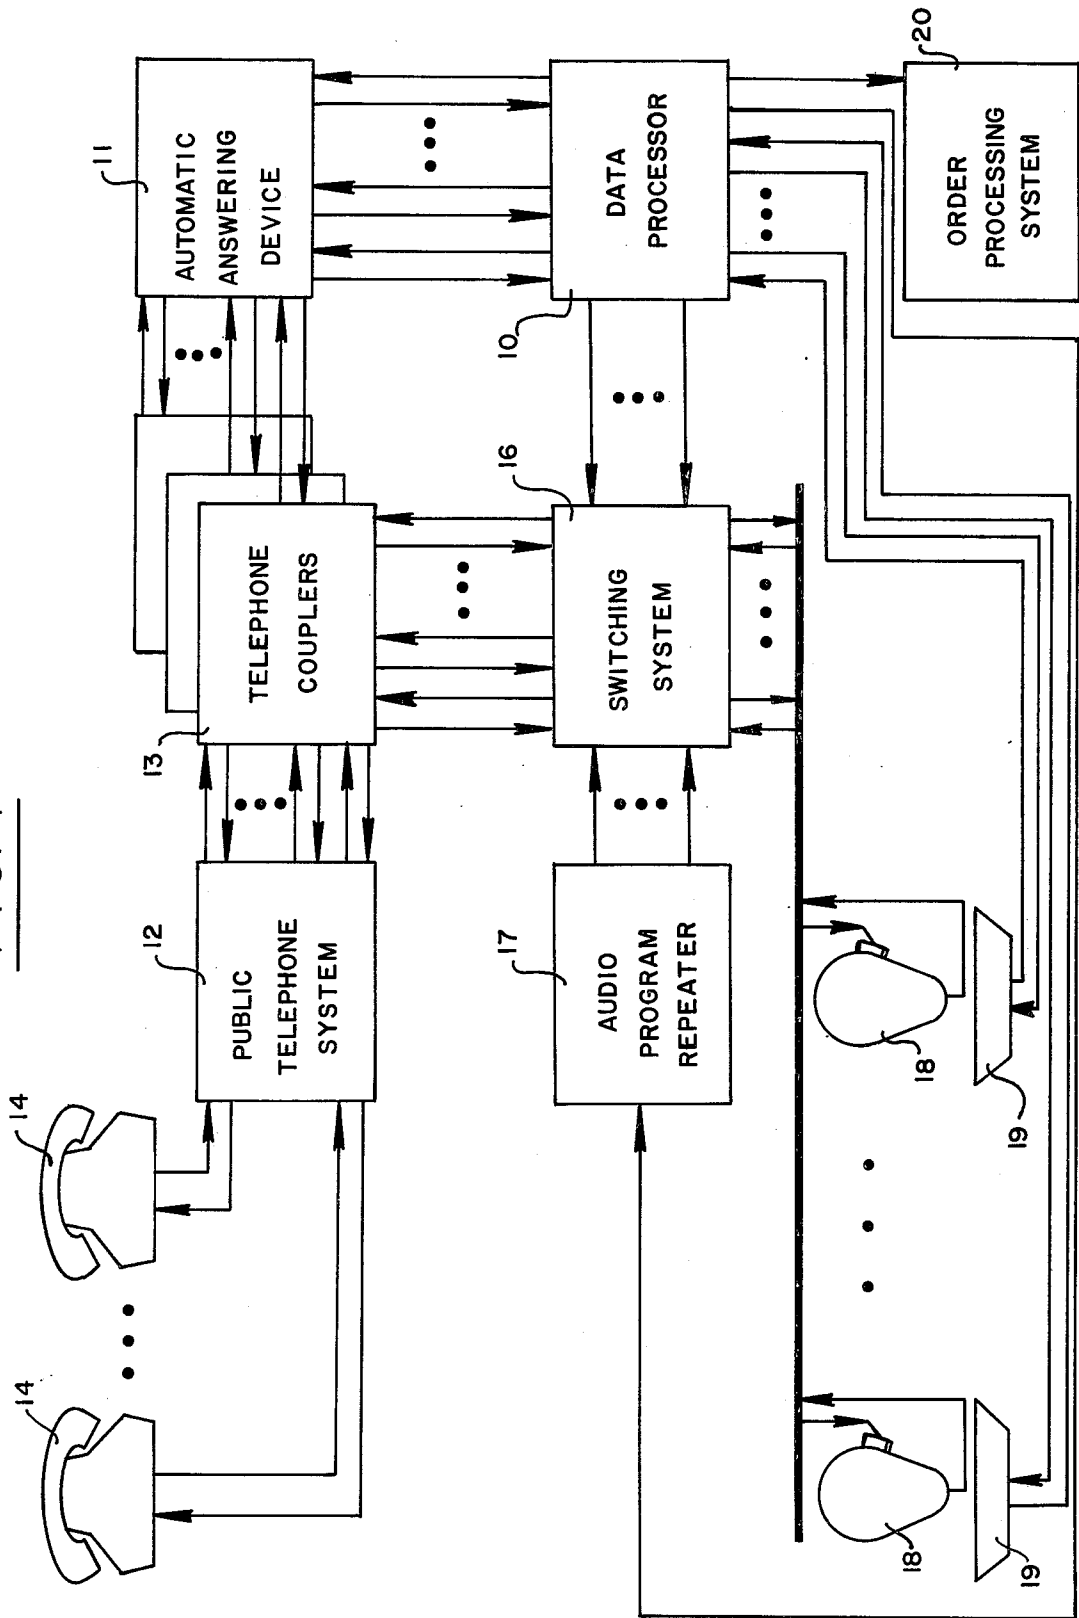 14
14
12
PUBLIC
TELEPHONE
SYSTEM
13
TELEPHONE
COUPLERS
11
AUTOMATIC
ANSWERING
DEVICE
17
AUDIO
PROGRAM
REPEATER
16
SWITCHING
SYSTEM
10
DATA
PROCESSOR
18
18
19
19
20
ORDER
PROCESSING
SYSTEM